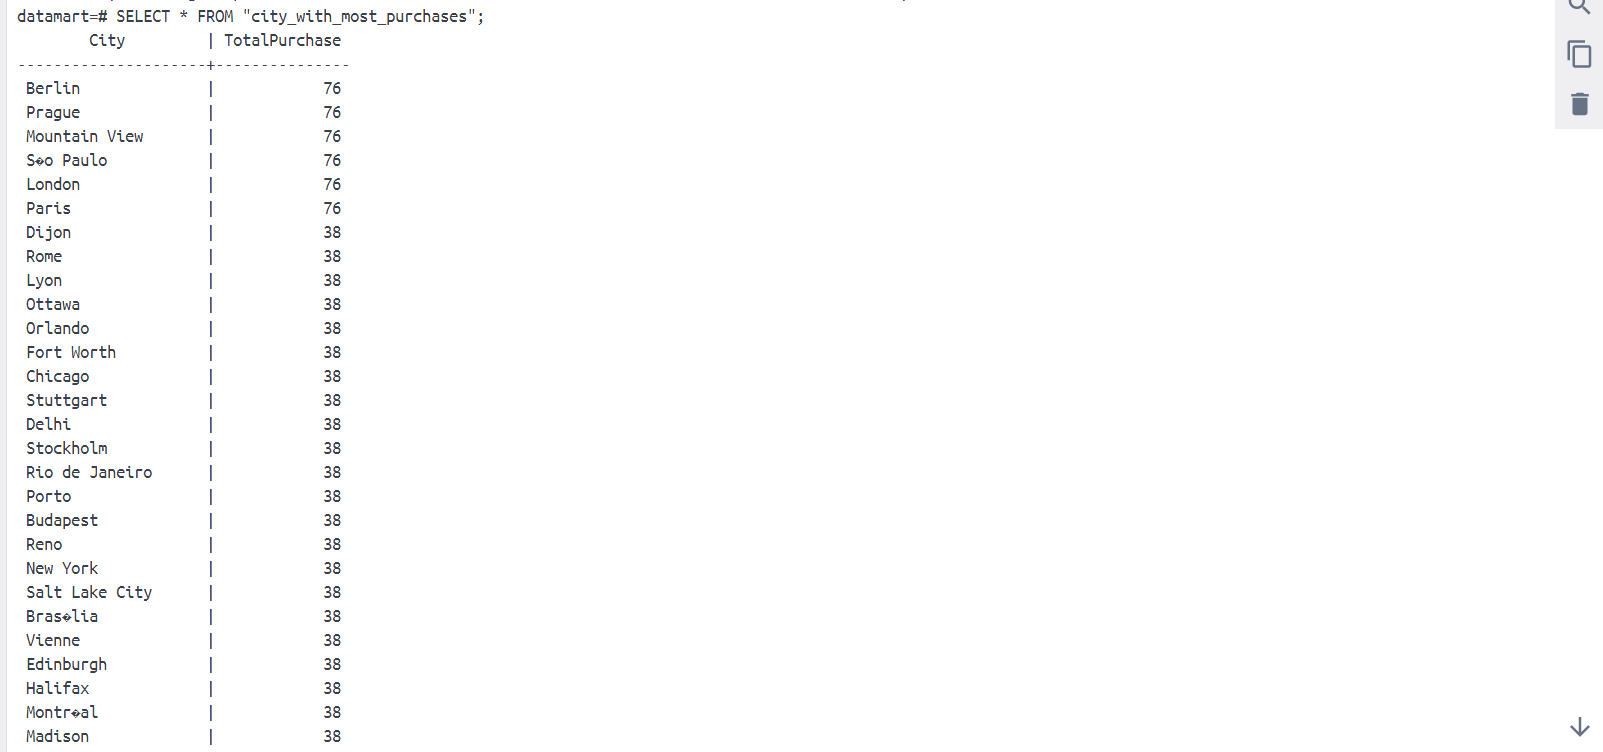 datamart=# SELECT * FROM "city_with_most_purchases";
        City         | TotalPurchase
---------------------+---------------
 Berlin              |            76
 Prague              |            76
 Mountain View       |            76
 S�o Paulo           |            76
 London              |            76
 Paris               |            76
 Dijon               |            38
 Rome                |            38
 Lyon                |            38
 Ottawa              |            38
 Orlando             |            38
 Fort Worth          |            38
 Chicago             |            38
 Stuttgart           |            38
 Delhi               |            38
 Stockholm           |            38
 Rio de Janeiro      |            38
 Porto               |            38
 Budapest            |            38
 Reno                |            38
 New York            |            38
 Salt Lake City      |            38
 Bras�lia            |            38
 Vienne              |            38
 Edinburgh           |            38
 Halifax             |            38
 Montr�al            |            38
 Madison             |            38